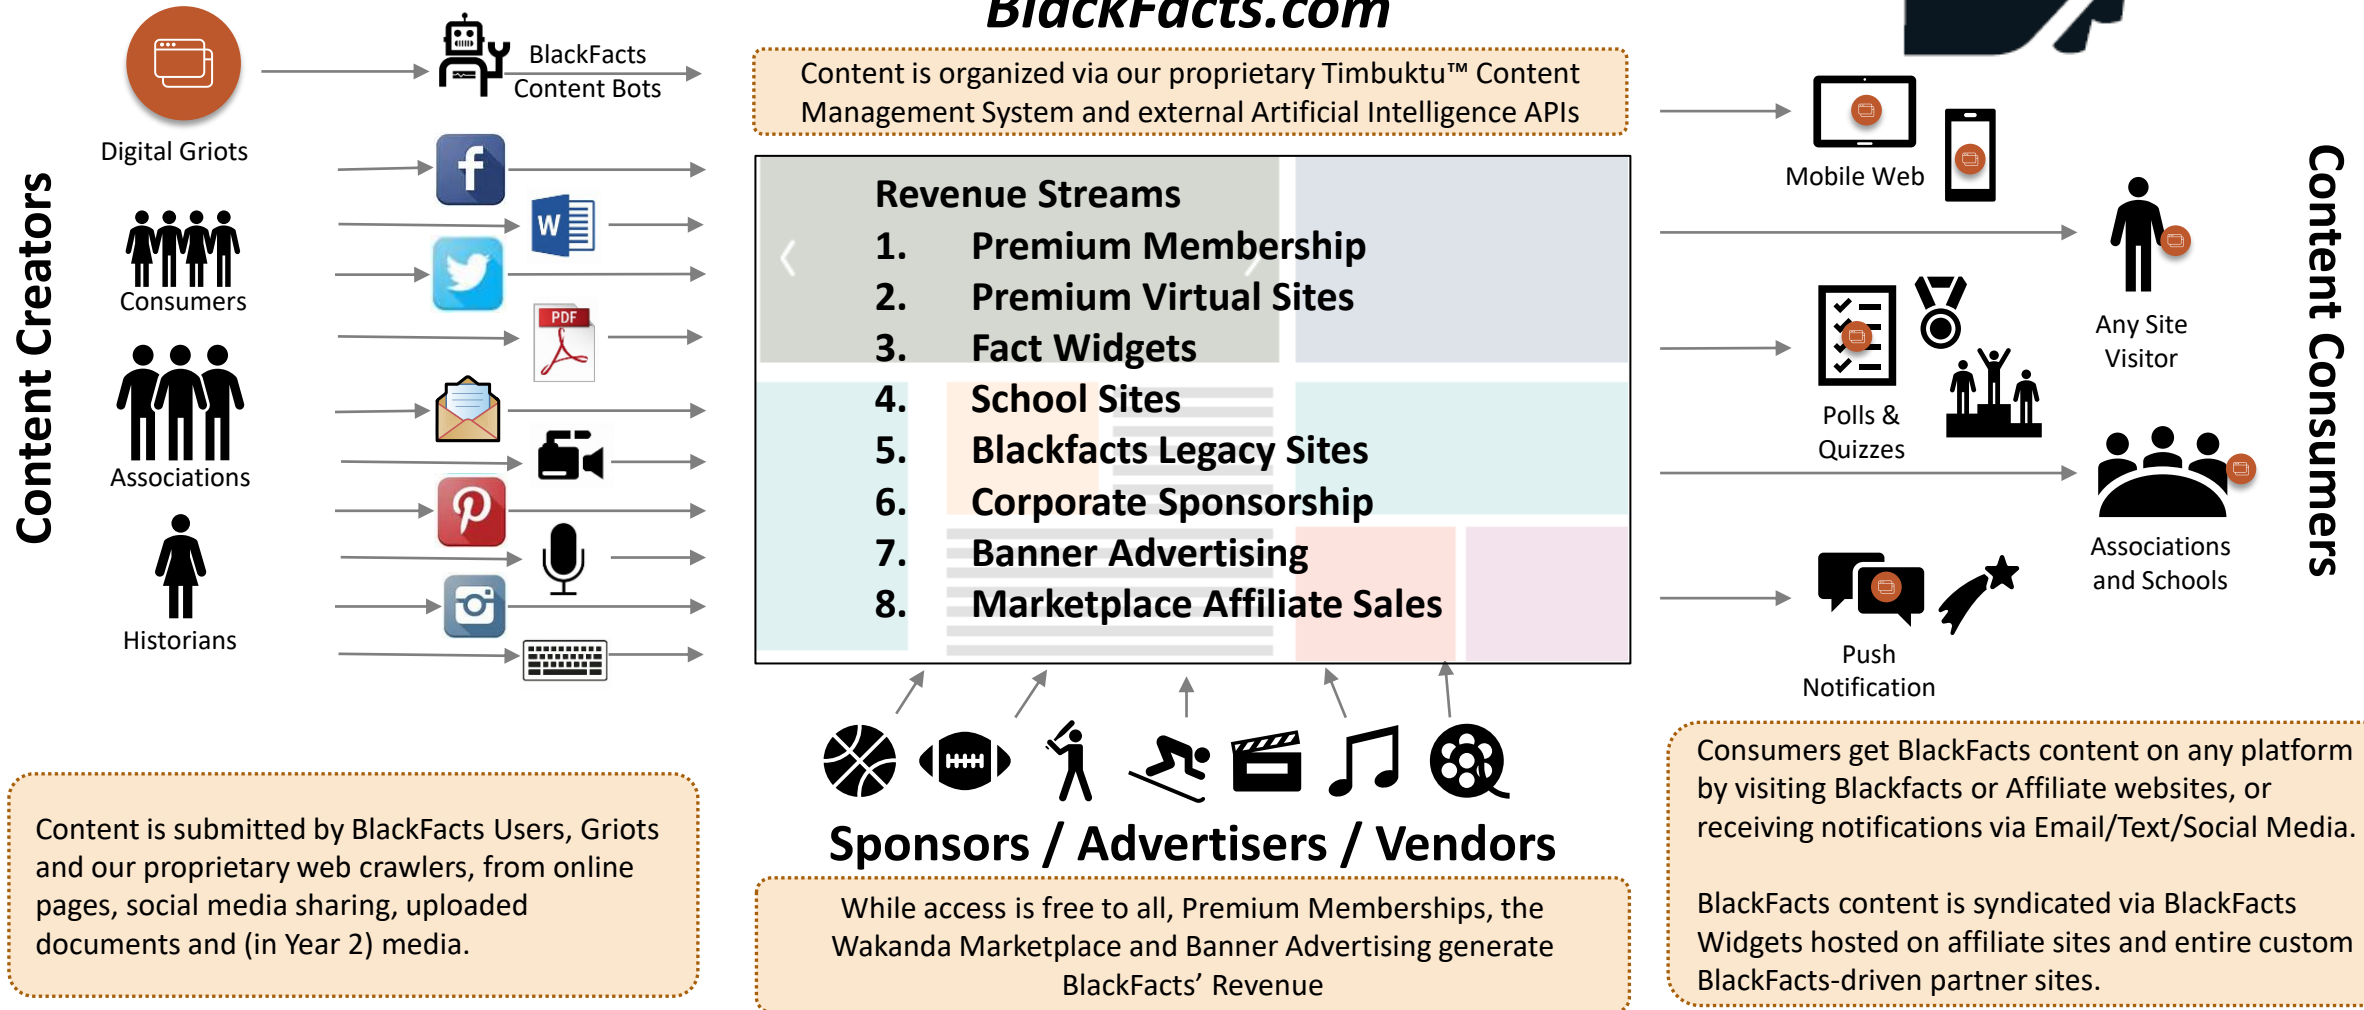 BlackFacts.com
Content is organized via our proprietary Timbuktu™ Content
Management System and external Artificial Intelligence APIs
Content Creators
Digital Griots
BlackFacts
Content Bots
Consumers
Associations
Historians
f
W
PDF
Revenue Streams
1. Premium Membership
2. Premium Virtual Sites
3. Fact Widgets
4. School Sites
5. Blackfacts Legacy Sites
6. Corporate Sponsorship
7. Banner Advertising
8. Marketplace Affiliate Sales
Mobile Web
Any Site
Visitor
Polls &
Quizzes
Associations
and Schools
Push
Notification
Content Consumers
Content is submitted by BlackFacts Users, Griots
and our proprietary web crawlers, from online
pages, social media sharing, uploaded
documents and (in Year 2) media.
Sponsors / Advertisers / Vendors
While access is free to all, Premium Memberships, the
Wakanda Marketplace and Banner Advertising generate
BlackFacts’ Revenue
Consumers get BlackFacts content on any platform
by visiting Blackfacts or Affiliate websites, or
receiving notifications via Email/Text/Social Media.
BlackFacts content is syndicated via BlackFacts
Widgets hosted on affiliate sites and entire custom
BlackFacts-driven partner sites.